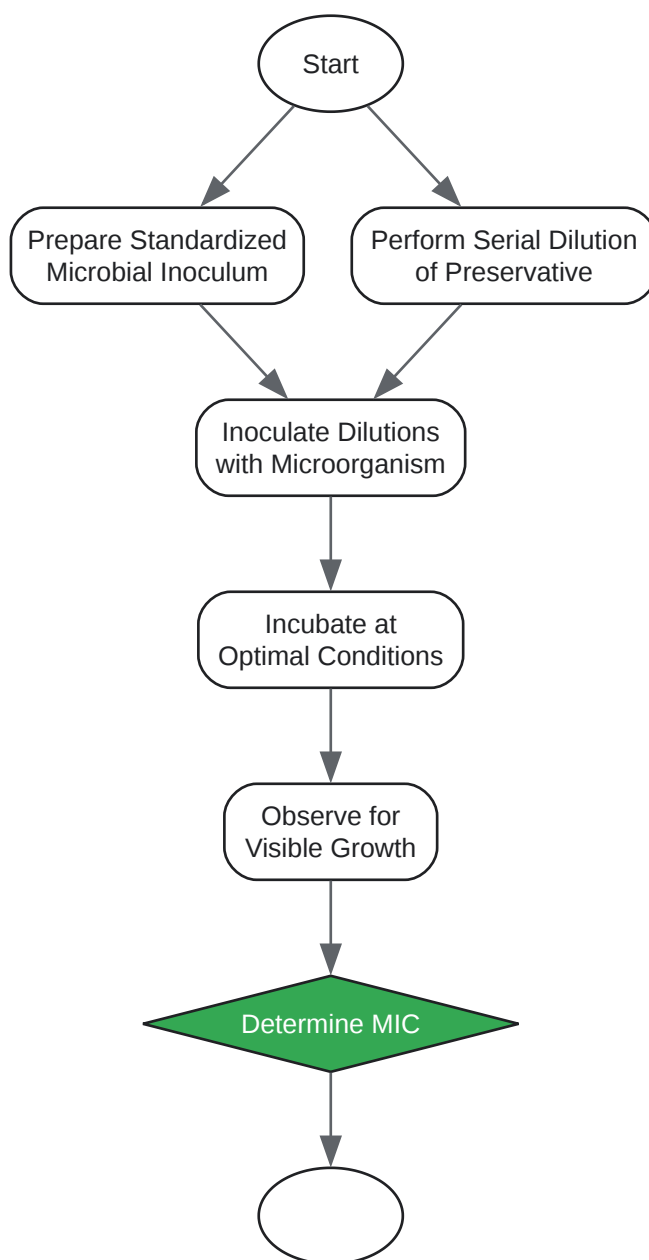 Start
Prepare Standardized
Microbial Inoculum
Perform Serial Dilution
of Preservative
Inoculate Dilutions
with Microorganism
Incubate at
Optimal Conditions
Observe for
Visible Growth
Determine MIC